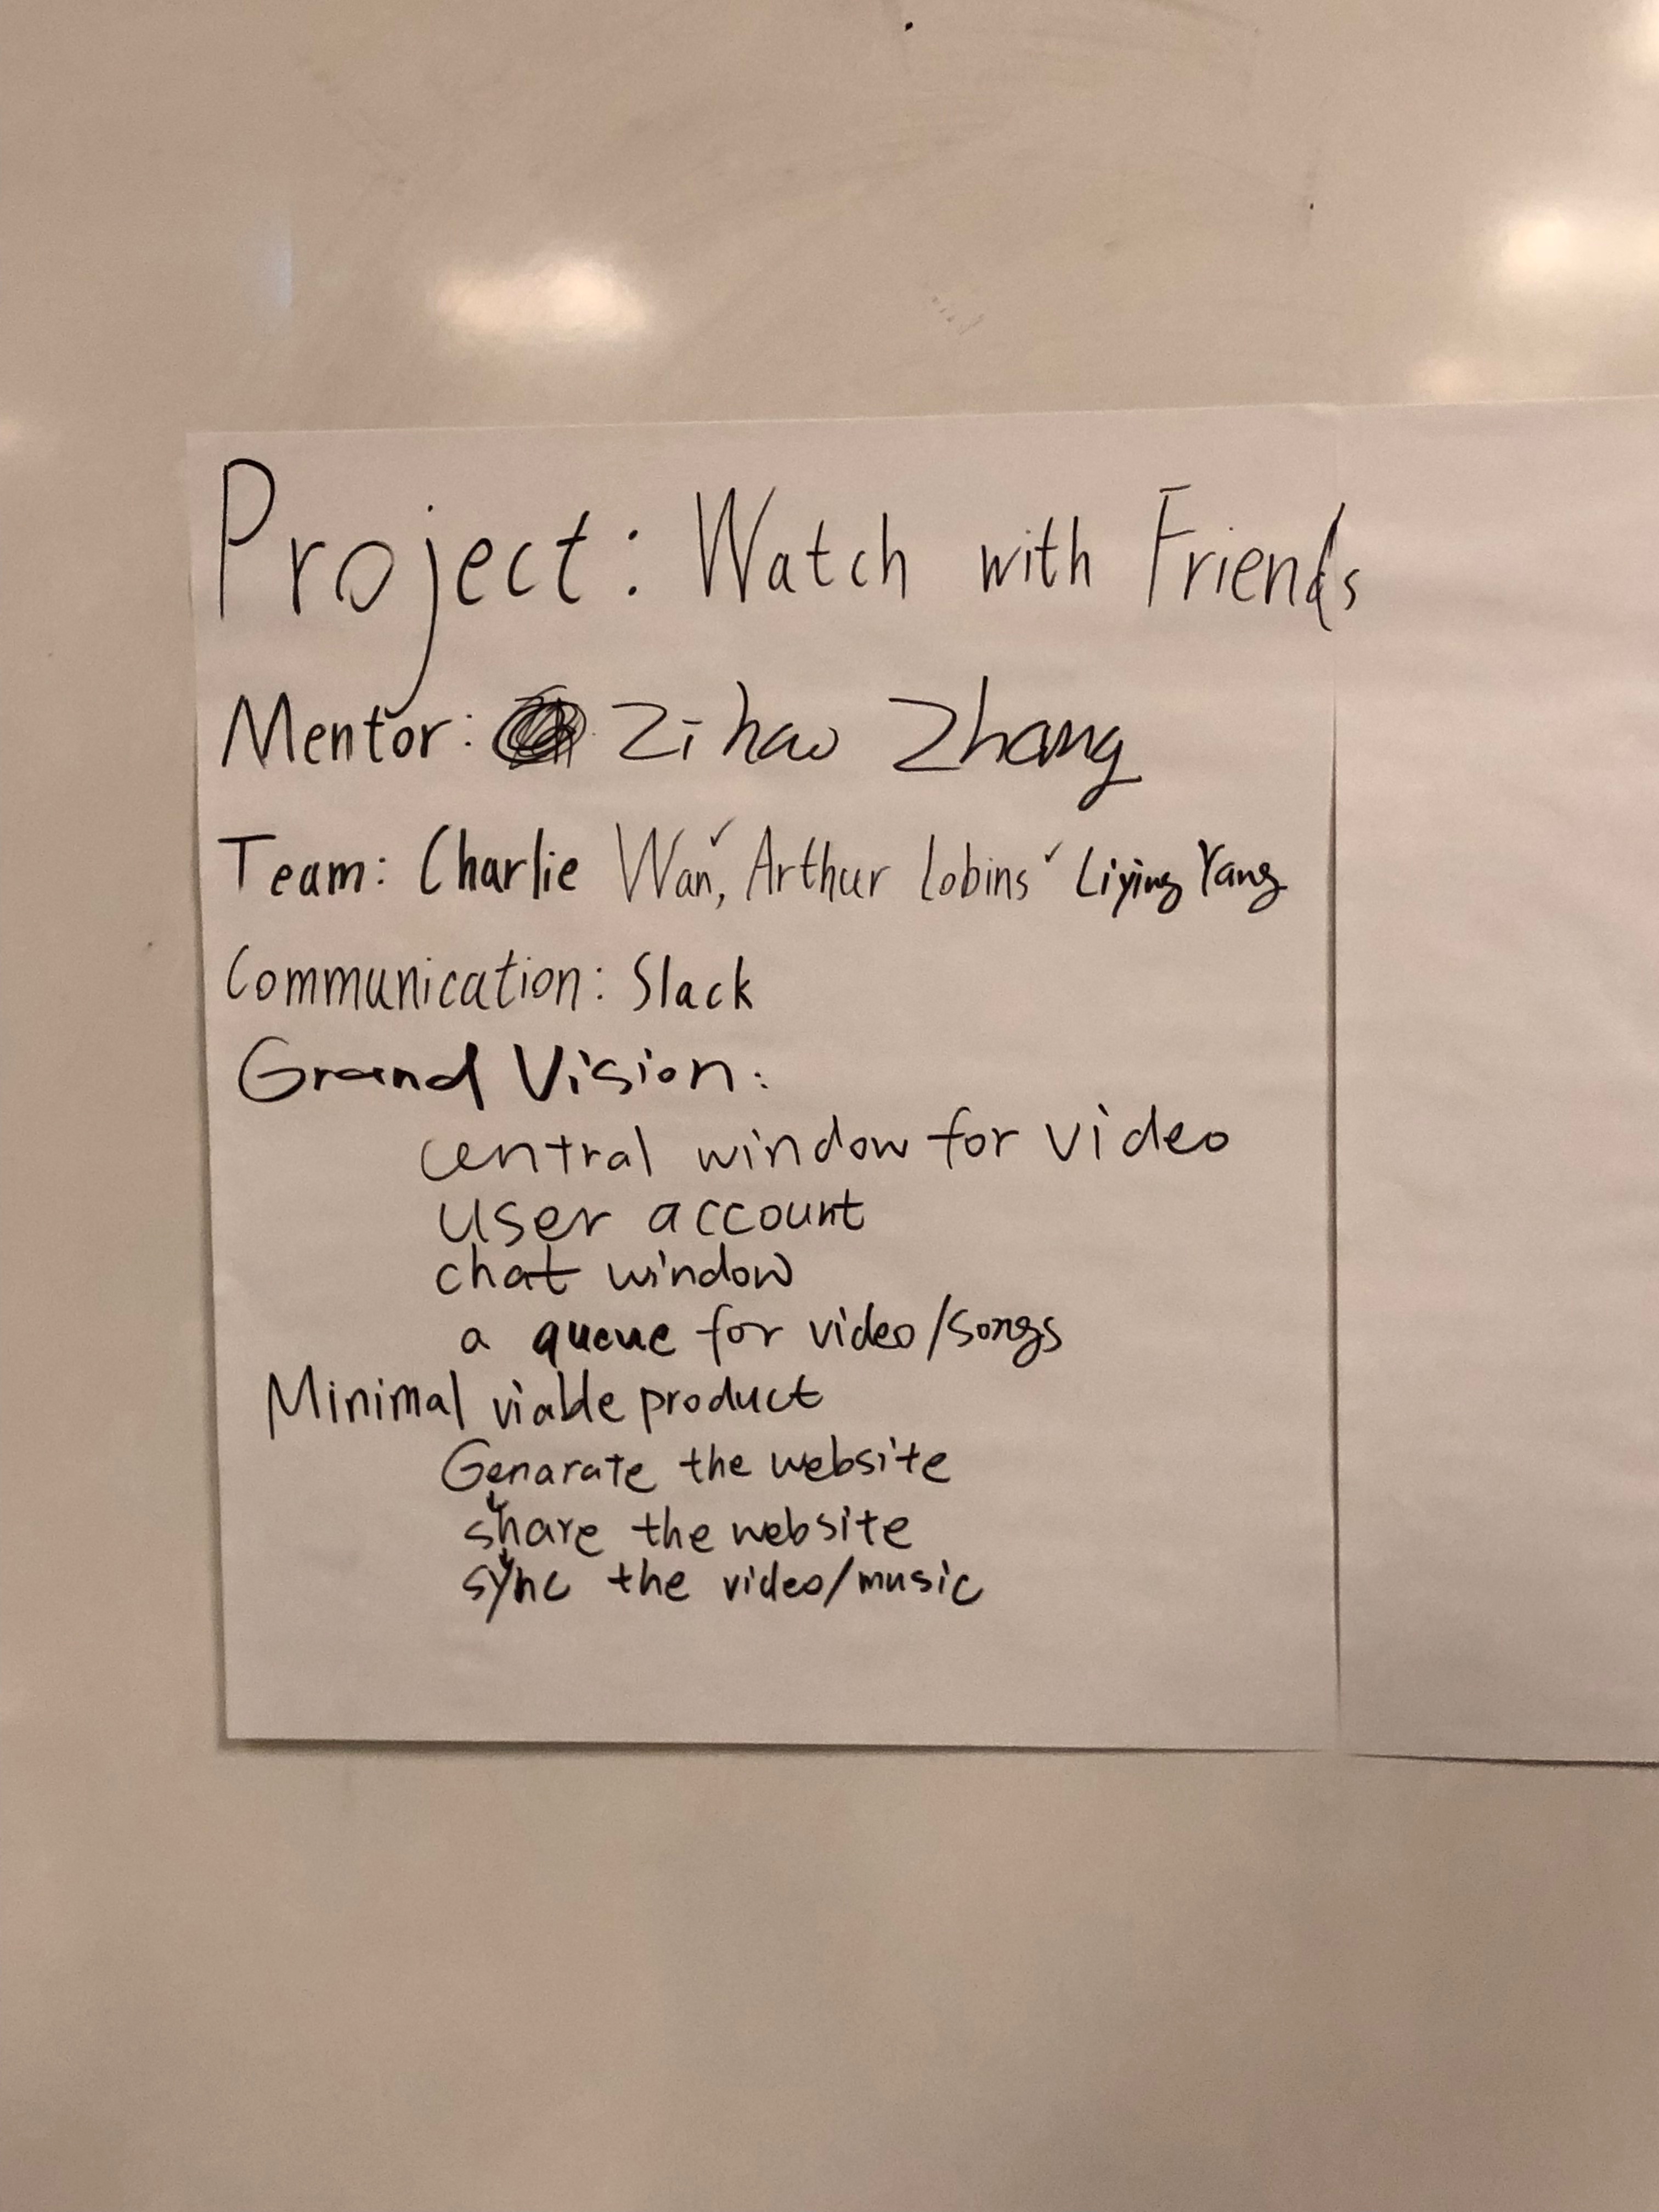 Project: Watch with Friends
Mentor: Zihao Zhang
Team: Charlie Wan, Arthur Lobins Liying Yang
Communication: Slack
Grand Vision:
central window for video
user account
chat window
a queue for video/songs
Minimal viable product
Genarate the website
share the website
sync the video/music